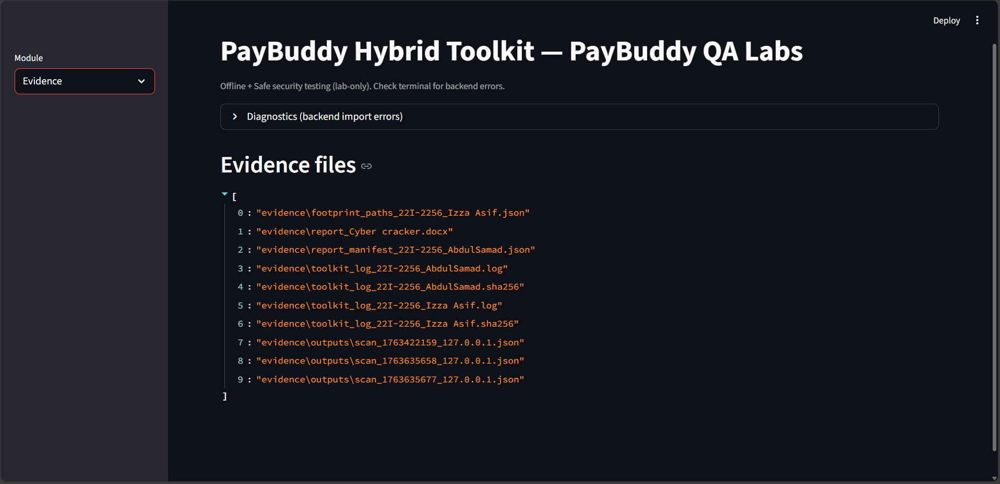 Deploy
Module
Evidence
PayBuddy Hybrid Toolkit — PayBuddy QA Labs
Offline + Safe security testing (lab-only). Check terminal for backend errors.
Diagnostics (backend import errors)
Evidence files
[
0 : "evidence\footprint_paths_22I-2256_Izza Asif.json"
1 : "evidence\report_Cyber cracker.docx"
2 : "evidence\report_manifest_22I-2256_AbdulSamad.json"
3 : "evidence\toolkit_log_22I-2256_AbdulSamad.log"
4 : "evidence\toolkit_log_22I-2256_AbdulSamad.sha256"
5 : "evidence\toolkit_log_22I-2256_Izza Asif.log"
6 : "evidence\toolkit_log_22I-2256_Izza Asif.sha256"
7 : "evidence\outputs\scan_1763422159_127.0.0.1.json"
8 : "evidence\outputs\scan_1763635658_127.0.0.1.json"
9 : "evidence\outputs\scan_1763635677_127.0.0.1.json"
]